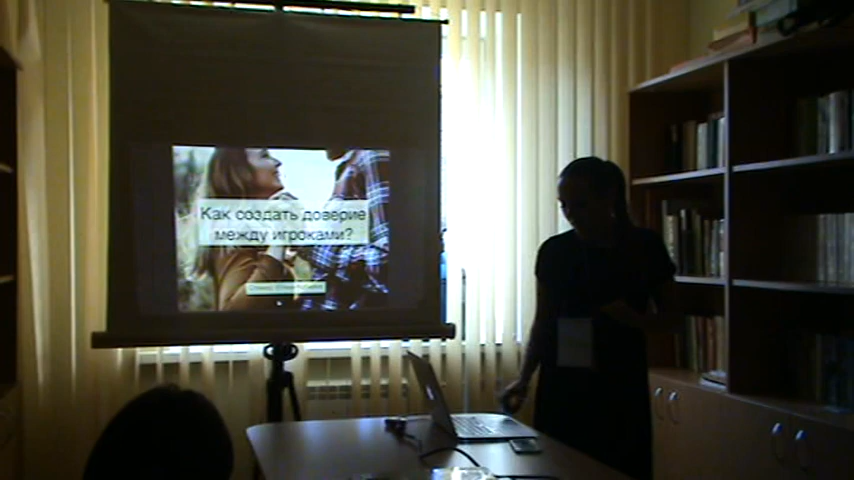 Как создать доверие
между игроками?